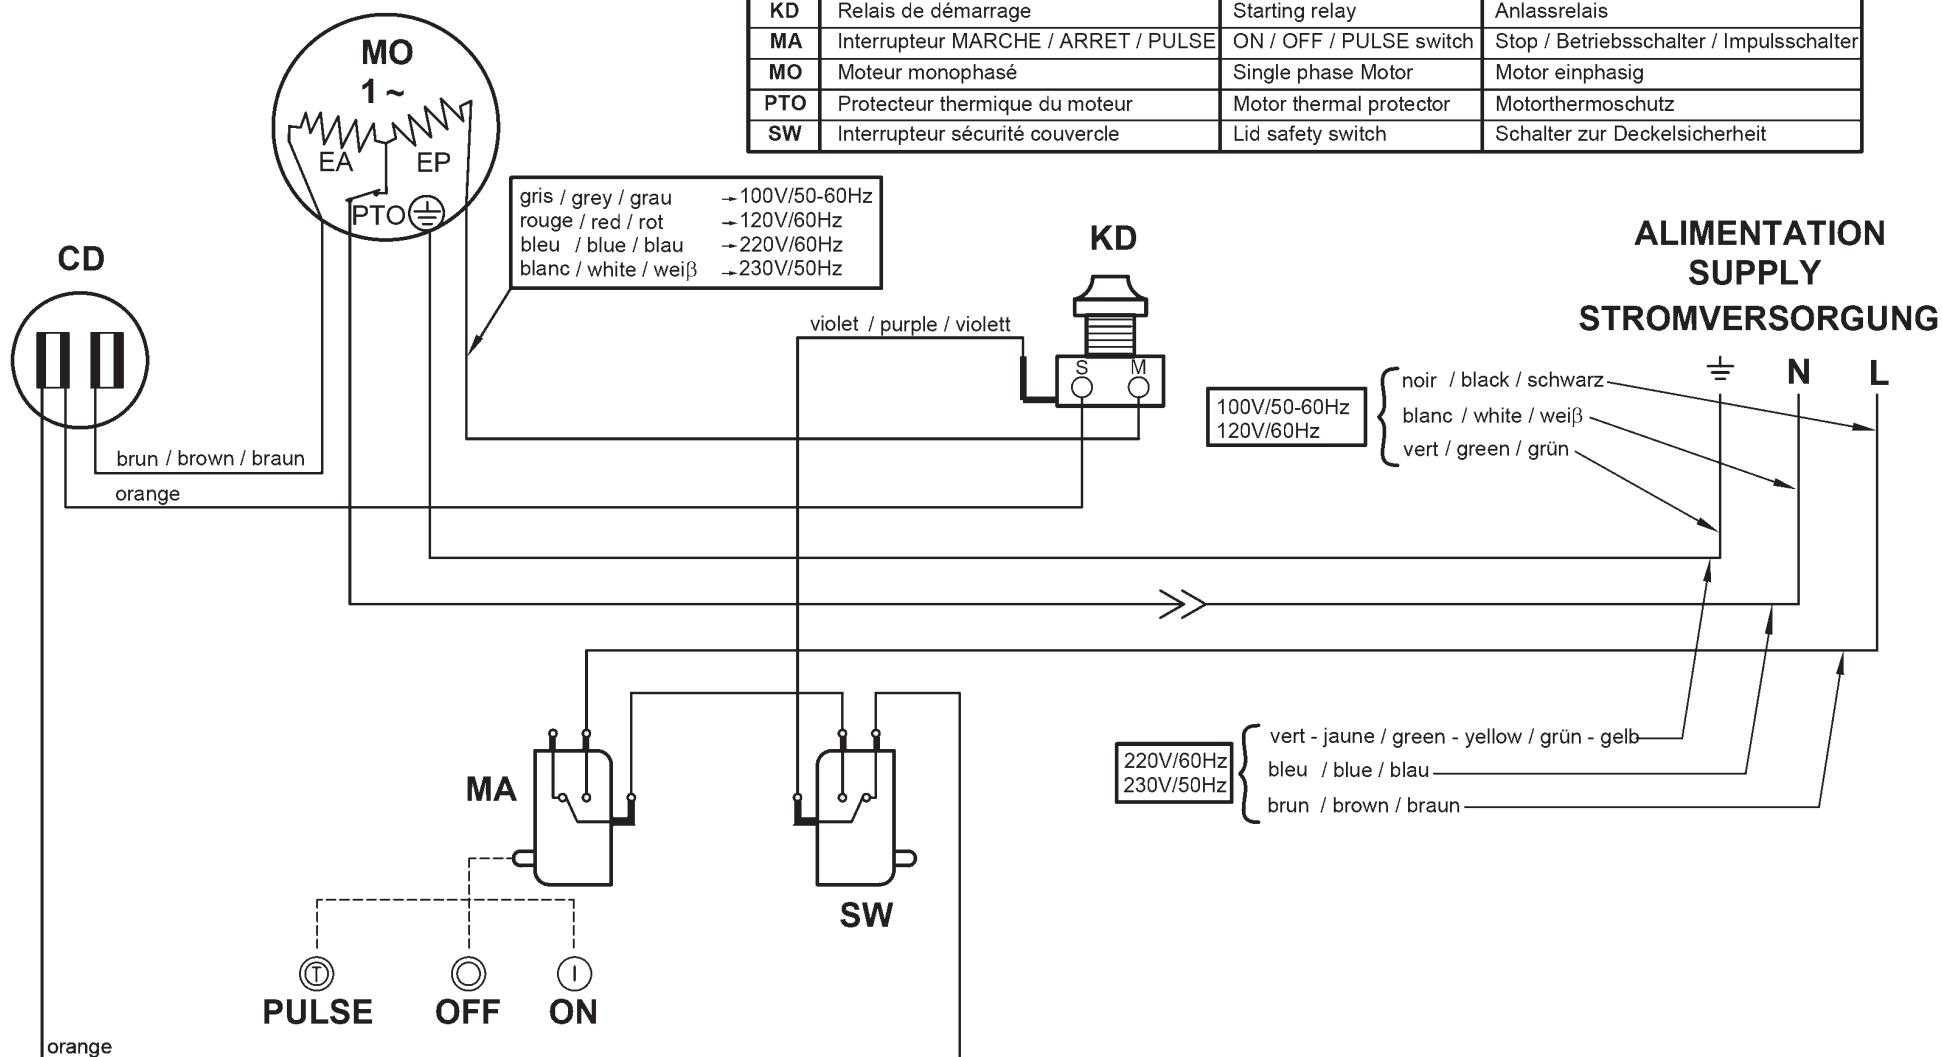 KD Relais de démarrage Starting relay Anlassrelais
MA Interrupteur MARCHE / ARRET / PULSE ON / OFF / PULSE switch Stop / Betriebsschalter / Impulsschalter
MO Moteur monophasé Single phase Motor Motor einphasig
PTO Protecteur thermique du moteur Motor thermal protector Motorthermoschutz
SW Interrupteur sécurité couvercle Lid safety switch Schalter zur Deckelsicherheit
MO
1 ~
EA EP
PTO
gris / grey / grau →100V/50-60Hz
rouge / red / rot →120V/60Hz
bleu / blue / blau →220V/60Hz
blanc / white / weiβ →230V/50Hz
CD
KD
S M
violet / purple / violett
ALIMENTATION
SUPPLY
STROMVERSORGUNG
N L
100V/50-60Hz
120V/60Hz
noir / black / schwarz
blanc / white / weiβ
vert / green / grün
brun / brown / braun
orange
MA
SW
220V/60Hz
230V/50Hz
vert - jaune / green - yellow / grün - gelb
bleu / blue / blau
brun / brown / braun
T I
PULSE OFF ON
orange